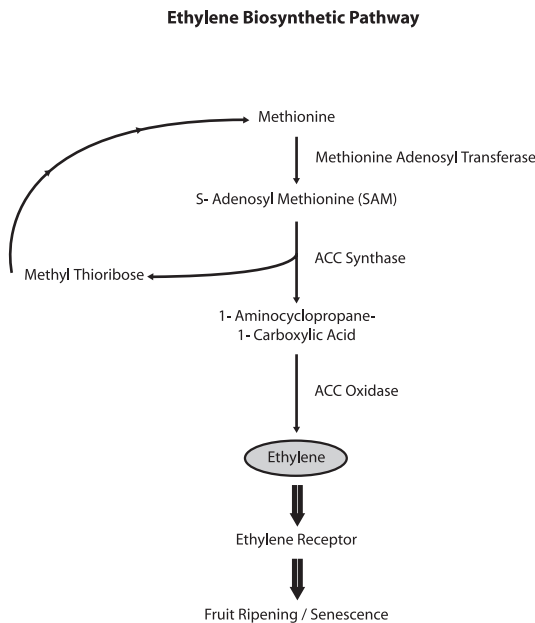 Ethylene Biosynthetic Pathway
Methionine
Methionine Adenosyl Transferase
S- Adenosyl Methionine (SAM)
ACC Synthase
Methyl Thioribose
1- Aminocyclopropane-
1- Carboxylic Acid
ACC Oxidase
Ethylene
Ethylene Receptor
Fruit Ripening / Senescence